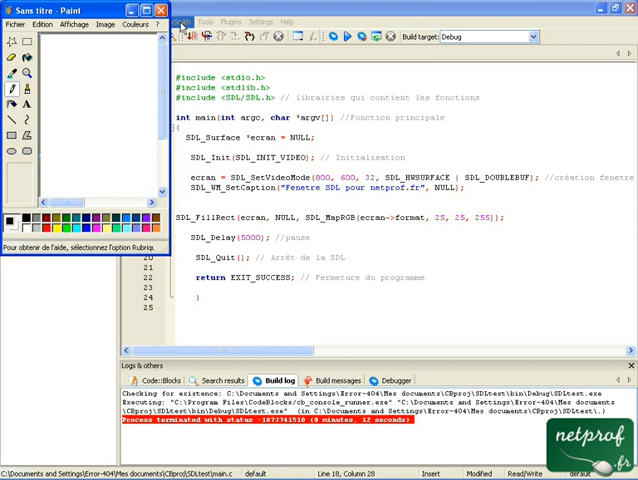 Sans titre - Paint
Fichier Edition Affichage Image Couleurs ?
Tools Plugins Settings Help
Build target: Debug
#include <stdio.h>
#include <stdlib.h>
#include <SDL/SDL.h> // librairies qui contient les fonctions
int main(int argc, char *argv[]) //Fonction principale
{
SDL_Surface *ecran = NULL;
SDL_Init(SDL_INIT_VIDEO); // Initialisation
ecran = SDL_SetVideoMode(800, 600, 32, SDL_HWSURFACE | SDL_DOUBLEBUF); //création fenetre
SDL_WM_SetCaption("Fenetre SDL pour netprof.fr", NULL);
SDL_FillRect(ecran, NULL, SDL_MapRGB(ecran->format, 25, 25, 255));
SDL_Delay(5000); //pause
Pour obtenir de l'aide, sélectionnez l'option Rubriq
20 SDL_Quit(); // Arrêt de la SDL
21
22 return EXIT_SUCCESS; // Fermeture du programme
23
24 }
25
Logs & others
Code::Blocks Search results Build log Build messages Debugger
Checking for existence: C:\Documents and Settings\Error-404\Mes documents\CBproj\SDLtest\bin\Debug\SDLtest.exe
Executing: "C:\Program Files\CodeBlocks/cb_console_runner.exe" "C:\Documents and Settings\Error-404\Mes documents
\CBproj\SDLtest\bin\Debug\SDLtest.exe" (in C:\Documents and Settings\Error-404\Mes documents\CBproj\SDLtest\.)
Process terminated with status -1073741510 (0 minutes, 12 seconds)
netprof
.fr
C:\Documents and Settings\Error-404\Mes documents\CBproj\SDLtest\main.c default Line 18, Column 28 Insert Modified Read/Write default